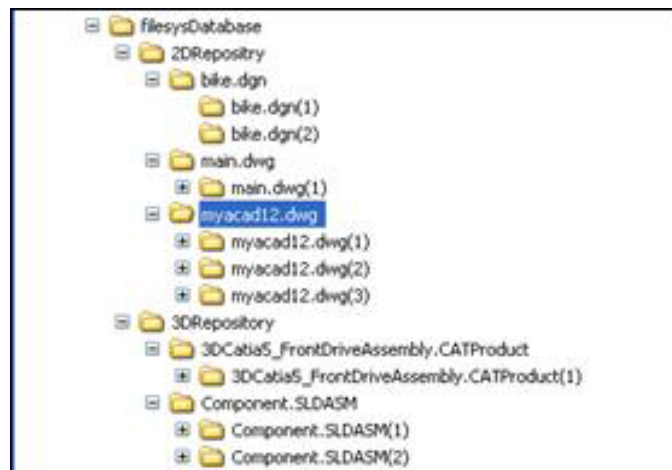 filesysDatabase
2DRepositry
bike.dgn
bike.dgn(1)
bike.dgn(2)
main.dwg
main.dwg(1)
myacad12.dwg
myacad12.dwg(1)
myacad12.dwg(2)
myacad12.dwg(3)
3DRepository
3DCatia5_FrontDriveAssembly.CATProduct
3DCatia5_FrontDriveAssembly.CATProduct(1)
Component.SLDASM
Component.SLDASM(1)
Component.SLDASM(2)